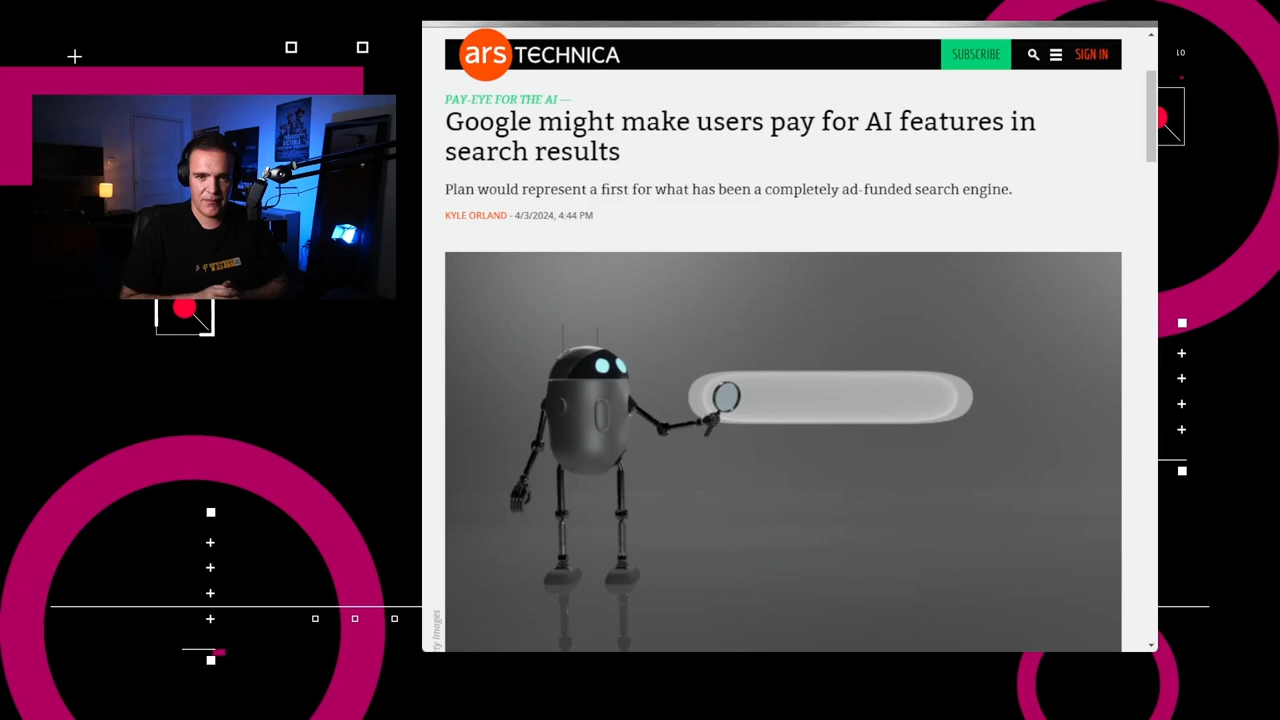 ars TECHNICA
SUBSCRIBE
SIGN IN
PAY-EYE FOR THE AI —
Google might make users pay for AI features in
search results
Plan would represent a first for what has been a completely ad-funded search engine.
KYLE ORLAND - 4/3/2024, 4:44 PM
10